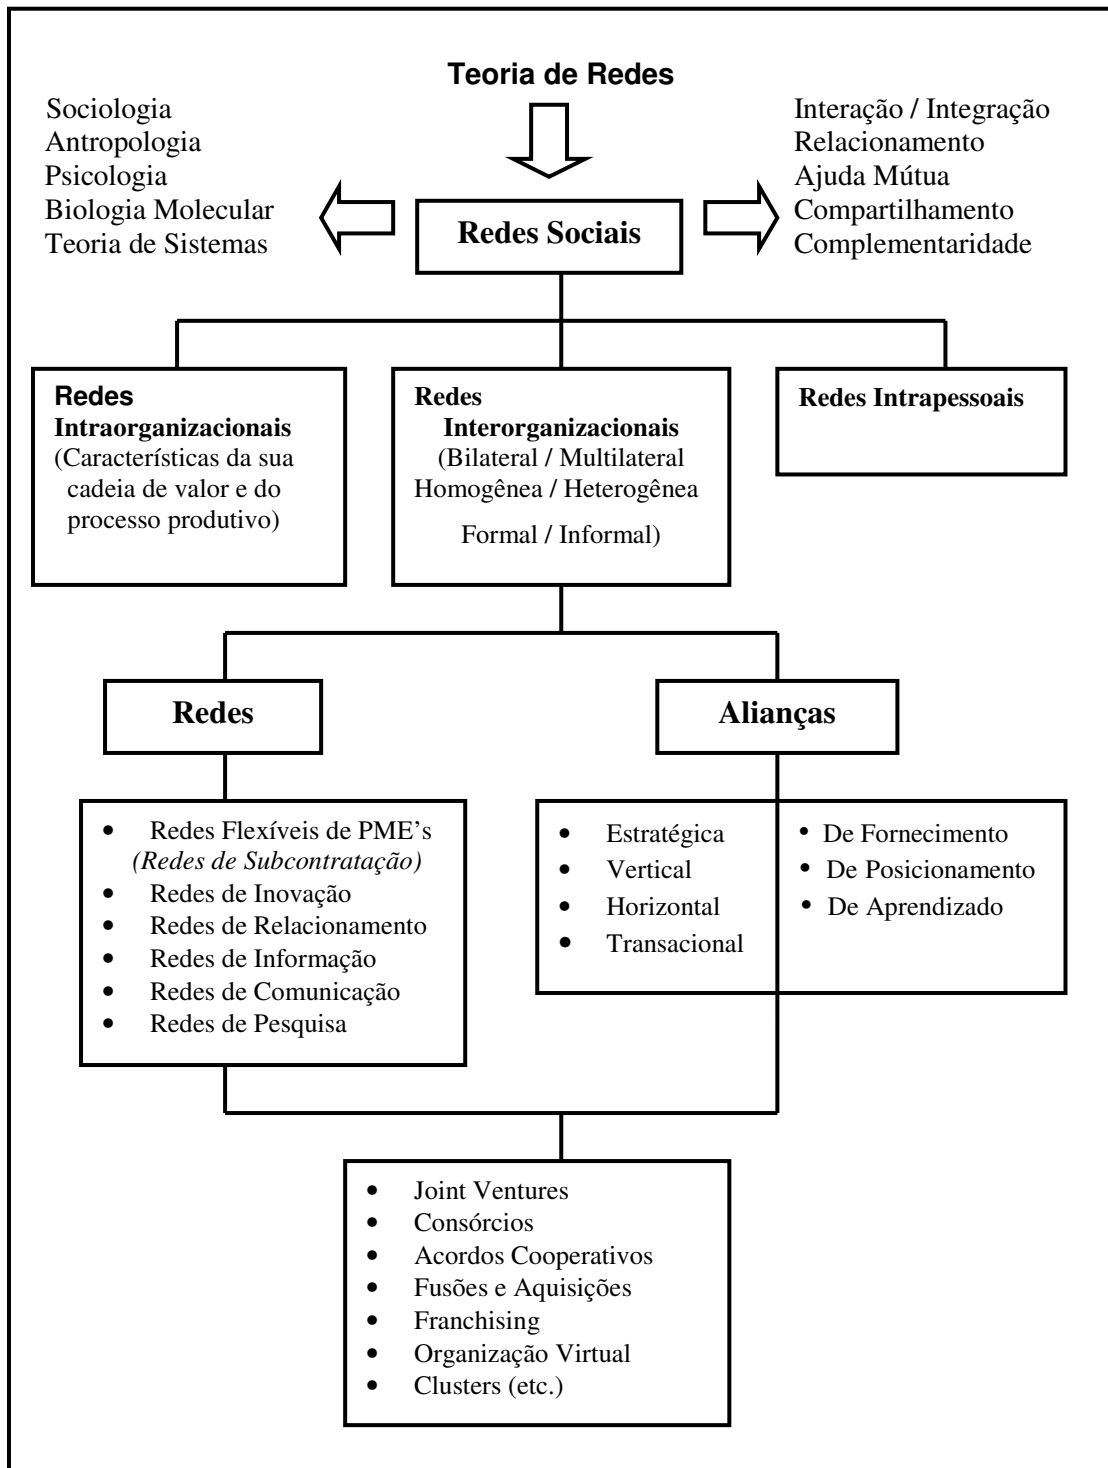 Teoria de Redes
Sociologia
Antropologia
Psicologia
Biologia Molecular
Teoria de Sistemas
Interação / Integração
Relacionamento
Ajuda Mútua
Compartilhamento
Complementaridade
Redes Sociais
Redes
Intraorganizacionais
(Características da sua
cadeia de valor e do
processo produtivo)
Redes
Interorganizacionais
(Bilateral / Multilateral
Homogênea / Heterogênea
Formal / Informal)
Redes Intrapessoais
Redes
Alianças
• Redes Flexíveis de PME's
(Redes de Subcontratação)
• Redes de Inovação
• Redes de Relacionamento
• Redes de Informação
• Redes de Comunicação
• Redes de Pesquisa
• Estratégica
• Vertical
• Horizontal
• Transacional
• De Fornecimento
• De Posicionamento
• De Aprendizado
• Joint Ventures
• Consórcios
• Acordos Cooperativos
• Fusões e Aquisições
• Franchising
• Organização Virtual
• Clusters (etc.)